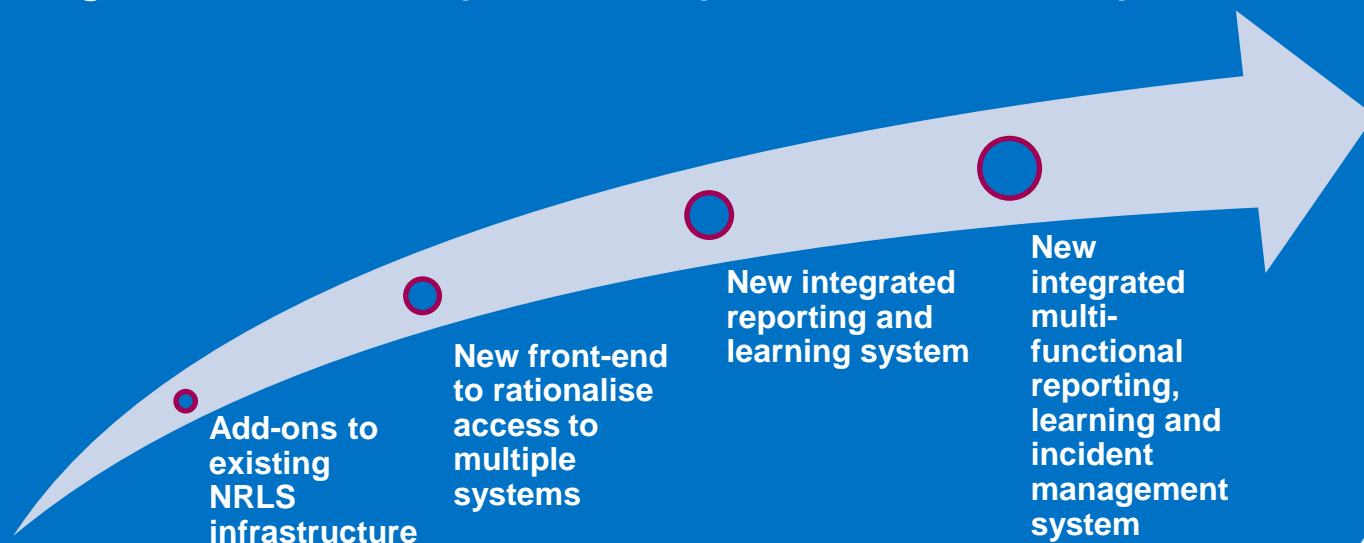 Add-ons to
existing
NRLS
infrastructure
New front-end
to rationalise
access to
multiple
systems
New integrated
reporting and
learning system
New
integrated
multi-
functional
reporting,
learning and
incident
management
system